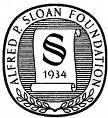 ALFRED P. SLOAN FOUNDATION
S
1934